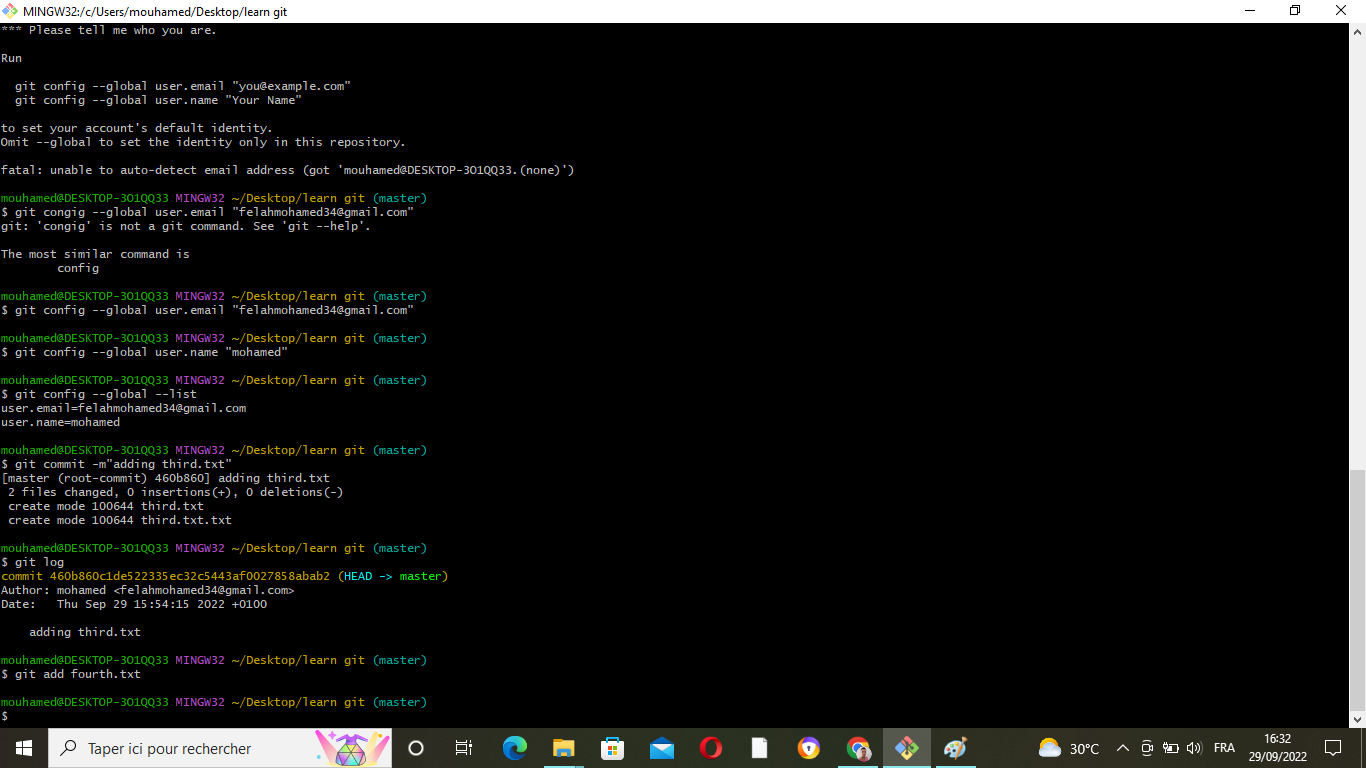 MINGW32:/c/Users/mouhamed/Desktop/learn git
*** Please tell me who you are.
Run
git config --global user.email "you@example.com"
git config --global user.name "Your Name"
to set your account's default identity.
Omit --global to set the identity only in this repository.
fatal: unable to auto-detect email address (got 'mouhamed@DESKTOP-3O1QQ33.(none)')
mouhamed@DESKTOP-3O1QQ33 MINGW32 ~/Desktop/learn git (master)
$ git congig --global user.email "felahmohamed34@gmail.com"
git: 'congig' is not a git command. See 'git --help'.
The most similar command is
config
mouhamed@DESKTOP-3O1QQ33 MINGW32 ~/Desktop/learn git (master)
$ git config --global user.email "felahmohamed34@gmail.com"
mouhamed@DESKTOP-3O1QQ33 MINGW32 ~/Desktop/learn git (master)
$ git config --global user.name "mohamed"
mouhamed@DESKTOP-3O1QQ33 MINGW32 ~/Desktop/learn git (master)
$ git config --global --list
user.email=felahmohamed34@gmail.com
user.name=mohamed
mouhamed@DESKTOP-3O1QQ33 MINGW32 ~/Desktop/learn git (master)
$ git commit -m"adding third.txt"
[master (root-commit) 460b860] adding third.txt
2 files changed, 0 insertions(+), 0 deletions(-)
create mode 100644 third.txt
create mode 100644 third.txt.txt
mouhamed@DESKTOP-3O1QQ33 MINGW32 ~/Desktop/learn git (master)
$ git log
commit 460b860c1de522335ec32c5443af0027858abab2 (HEAD -> master)
Author: mohamed <felahmohamed34@gmail.com>
Date:   Thu Sep 29 15:54:15 2022 +0100
adding third.txt
mouhamed@DESKTOP-3O1QQ33 MINGW32 ~/Desktop/learn git (master)
$ git add fourth.txt
mouhamed@DESKTOP-3O1QQ33 MINGW32 ~/Desktop/learn git (master)
$
Taper ici pour rechercher
30°C
FRA
16:32
29/09/2022